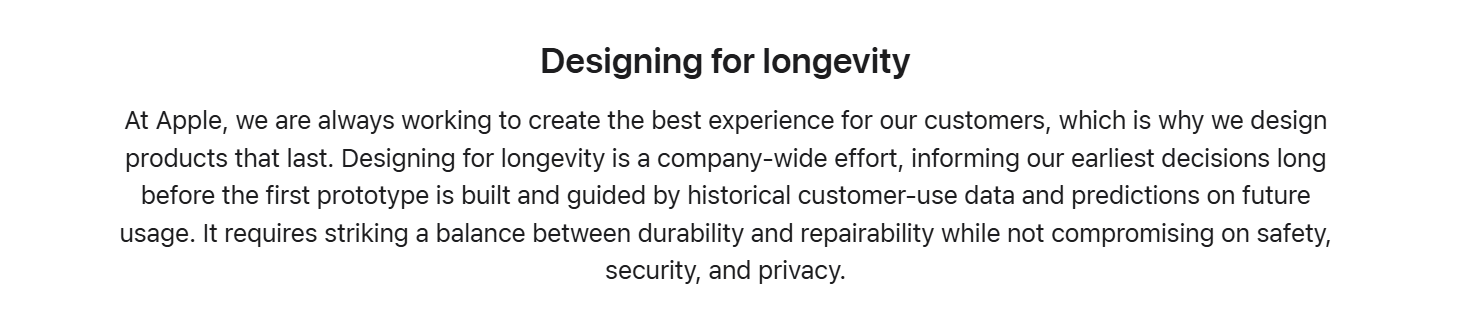 Designing for longevity
At Apple, we are always working to create the best experience for our customers, which is why we design
products that last. Designing for longevity is a company-wide effort, informing our earliest decisions long
before the first prototype is built and guided by historical customer-use data and predictions on future
usage. It requires striking a balance between durability and repairability while not compromising on safety,
security, and privacy.